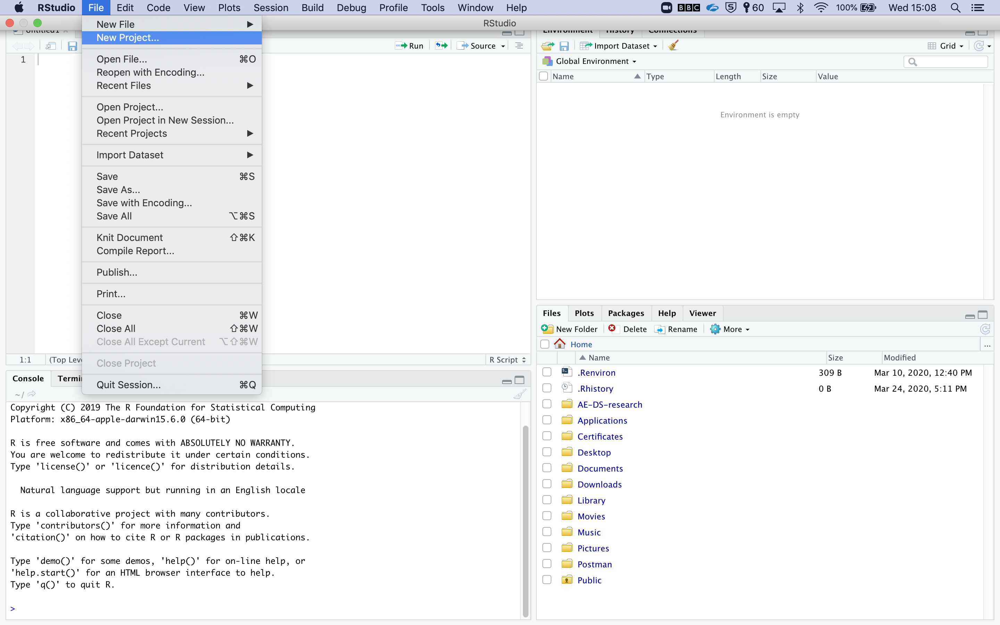 RStudio File Edit Code View Plots Session Build Debug Profile Tools Window Help BBC 60 100% Wed 15:08
RStudio
Untitled1
New File
New Project...
Open File... ⌘O
Reopen with Encoding...
Recent Files
Open Project...
Open Project in New Session...
Recent Projects
Import Dataset
Save ⌘S
Save As...
Save with Encoding...
Save All ⌥⌘S
Knit Document ⇧⌘K
Compile Report...
Publish...
Print...
Close ⌘W
Close All ⇧⌘W
Close All Except Current ⌥⇧⌘W
Close Project
Quit Session... ⌘Q
Run Source
1
1:1 (Top Leve R Script
Console Termi
~/
Copyright (C) 2019 The R Foundation for Statistical Computing
Platform: x86_64-apple-darwin15.6.0 (64-bit)
R is free software and comes with ABSOLUTELY NO WARRANTY.
You are welcome to redistribute it under certain conditions.
Type 'license()' or 'licence()' for distribution details.
Natural language support but running in an English locale
R is a collaborative project with many contributors.
Type 'contributors()' for more information and
'citation()' on how to cite R or R packages in publications.
Type 'demo()' for some demos, 'help()' for on-line help, or
'help.start()' for an HTML browser interface to help.
Type 'q()' to quit R.
>
Environment History Connections
Import Dataset Grid
Global Environment
Name Type Length Size Value
Environment is empty
Files Plots Packages Help Viewer
New Folder Delete Rename More
Home ...
Name Size Modified
.Renviron 309 B Mar 10, 2020, 12:40 PM
.Rhistory 0 B Mar 24, 2020, 5:11 PM
AE-DS-research
Applications
Certificates
Desktop
Documents
Downloads
Library
Movies
Music
Pictures
Postman
Public